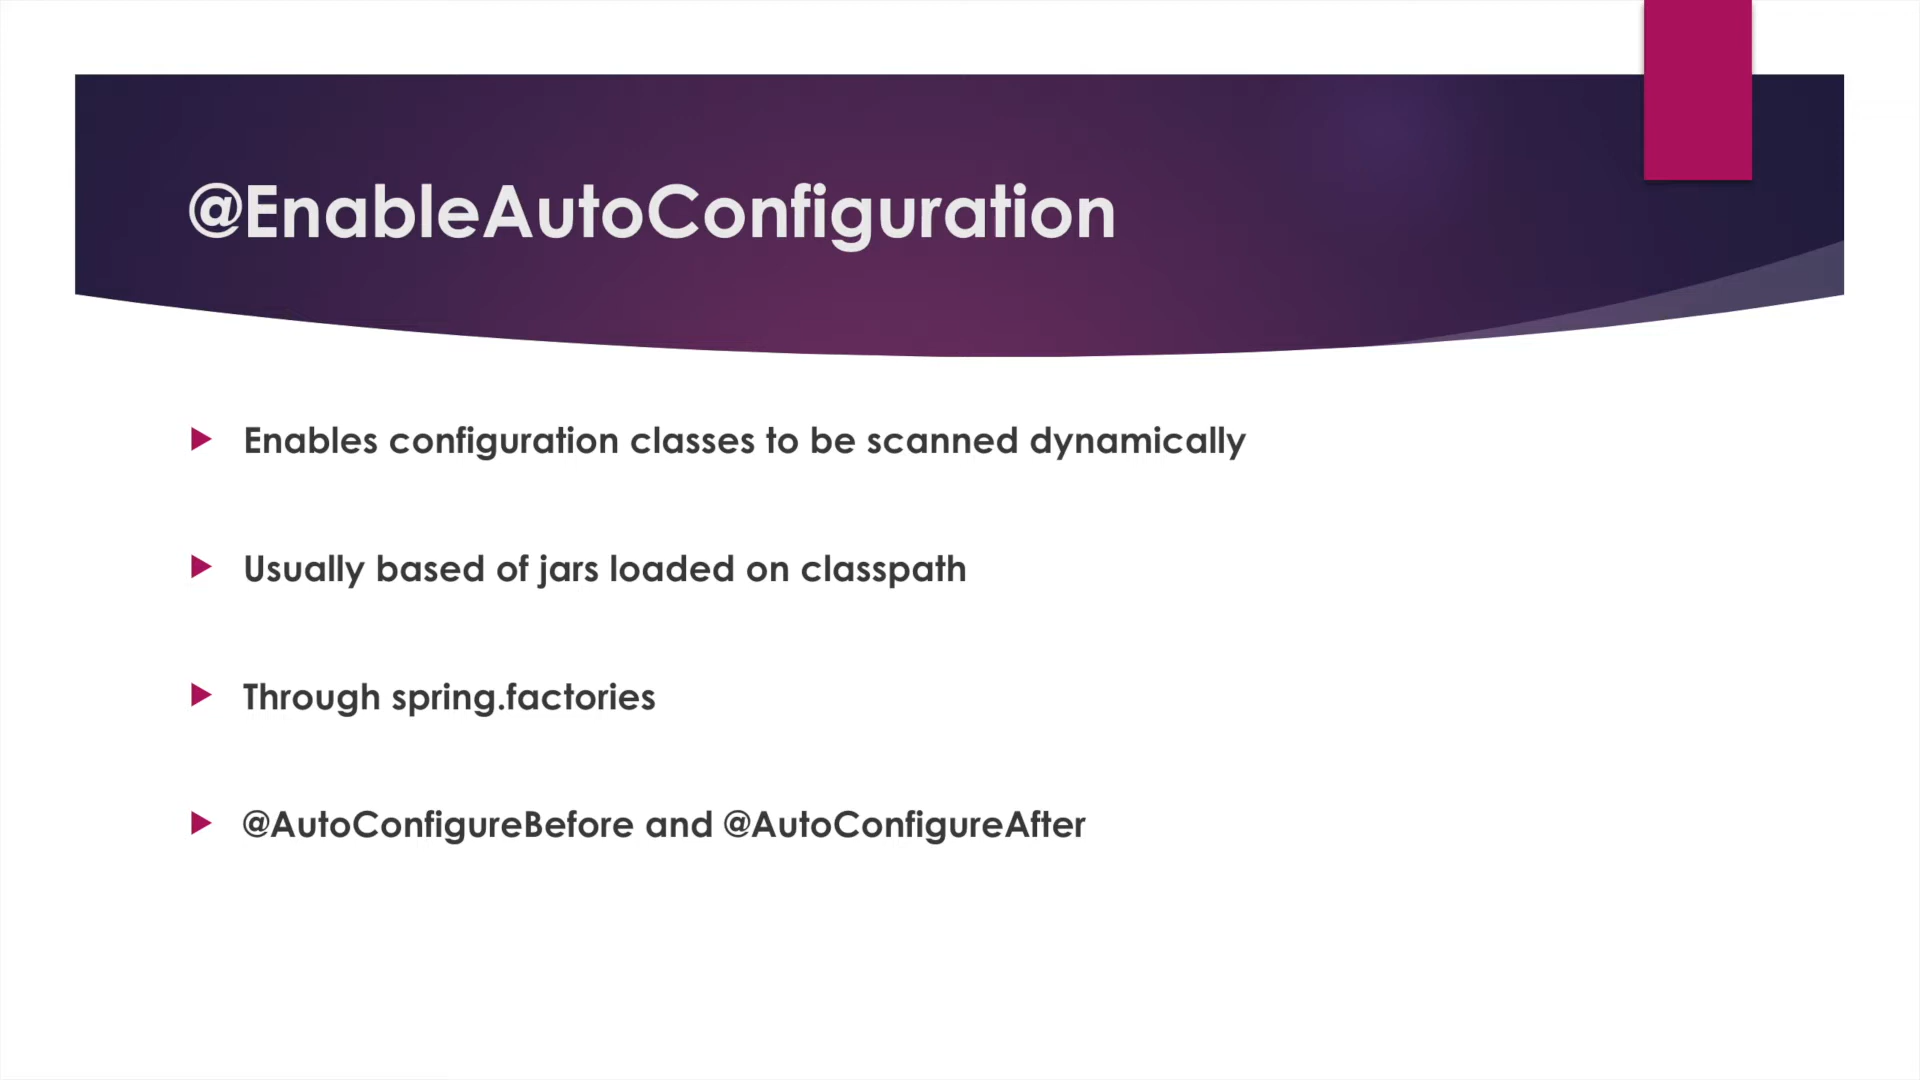 @EnableAutoConfiguration
Enables configuration classes to be scanned dynamically
Usually based of jars loaded on classpath
Through spring.factories
@AutoConfigureBefore and @AutoConfigureAfter